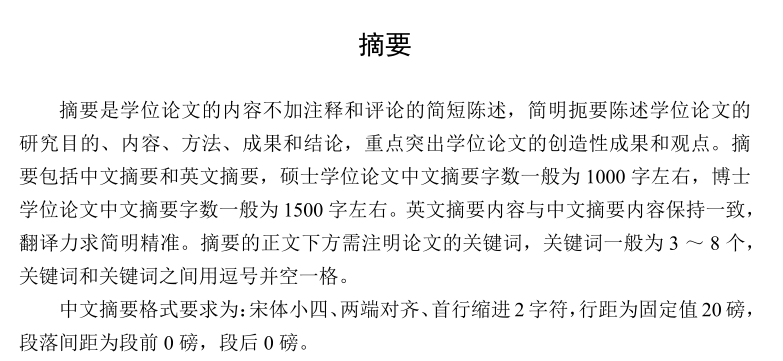 摘要
摘要是学位论文的内容不加注释和评论的简短陈述，简明扼要陈述学位论文的
研究目的、内容、方法、成果和结论，重点突出学位论文的创造性成果和观点。摘
要包括中文摘要和英文摘要，硕士学位论文中文摘要字数一般为 1000 字左右，博士
学位论文中文摘要字数一般为 1500 字左右。英文摘要内容与中文摘要内容保持一致，
翻译力求简明精准。摘要的正文下方需注明论文的关键词，关键词一般为 3 ～ 8 个，
关键词和关键词之间用逗号并空一格。
中文摘要格式要求为：宋体小四、两端对齐、首行缩进 2 字符，行距为固定值 20 磅，
段落间距为段前 0 磅，段后 0 磅。